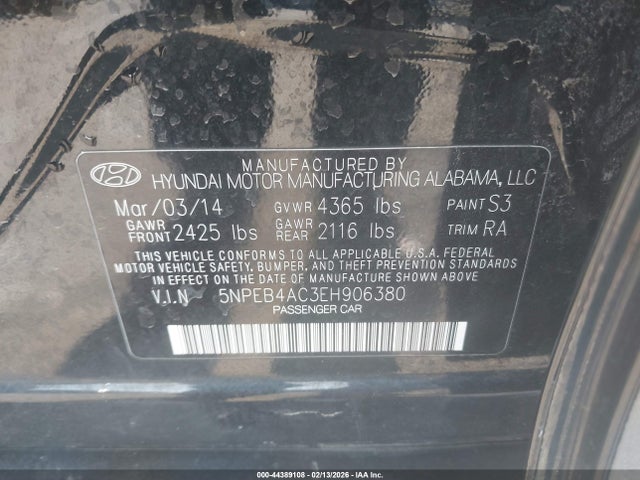 MANUFACTURED BY
HYUNDAI MOTOR MANUFACTURING ALABAMA, LLC
Mar/03/14 GVWR 4365 lbs PAINT S3
GAWR FRONT 2425 lbs GAWR REAR 2116 lbs TRIM RA
THIS VEHICLE CONFORMS TO ALL APPLICABLE U.S.A. FEDERAL
MOTOR VEHICLE SAFETY, BUMPER, AND THEFT PREVENTION STANDARDS
IN EFFECT ON THE DATE OF MANUFACTURE SHOWN ABOVE.
V.I.N 5NPEB4AC3EH906380
PASSENGER CAR
000-44389108 - 02/13/2026 - IAAI.com